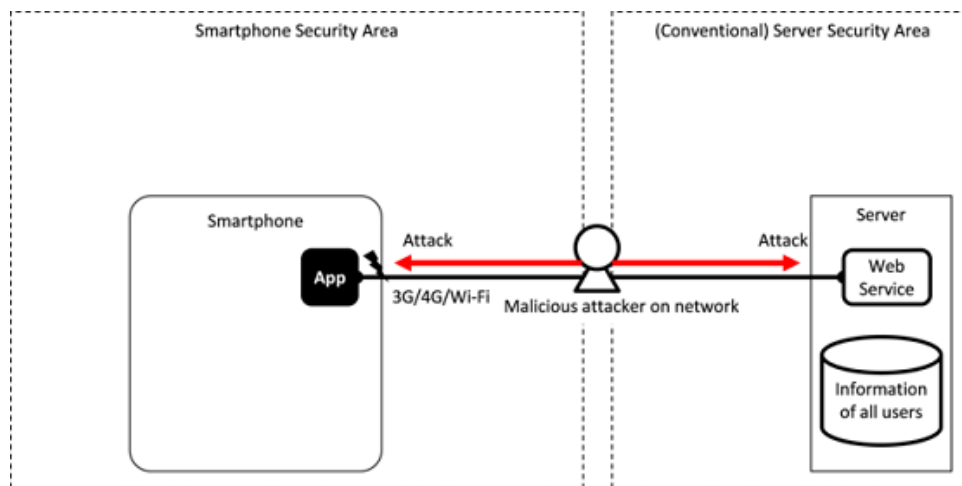 Smartphone Security Area
(Conventional) Server Security Area
Smartphone
Server
Attack
Attack
App
Web
Service
3G/4G/Wi-Fi
Malicious attacker on network
Information
of all users